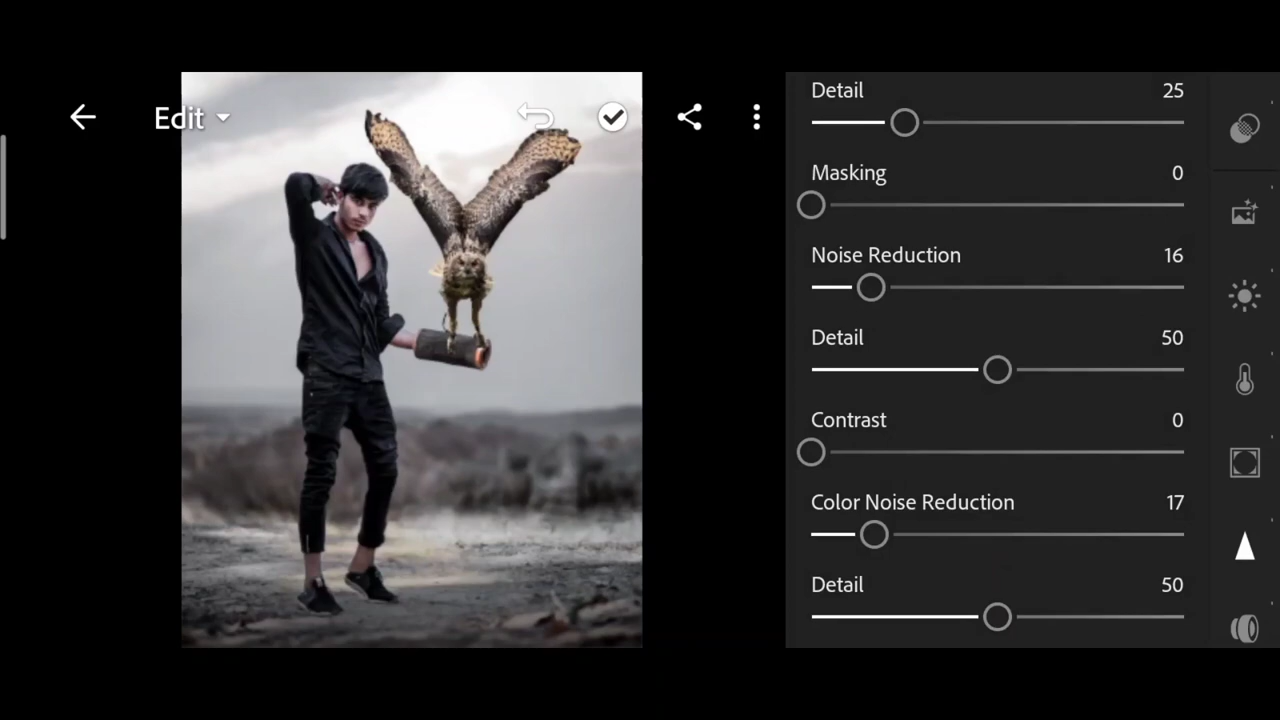 Edit
Detail 25
Masking 0
Noise Reduction 16
Detail 50
Contrast 0
Color Noise Reduction 17
Detail 50